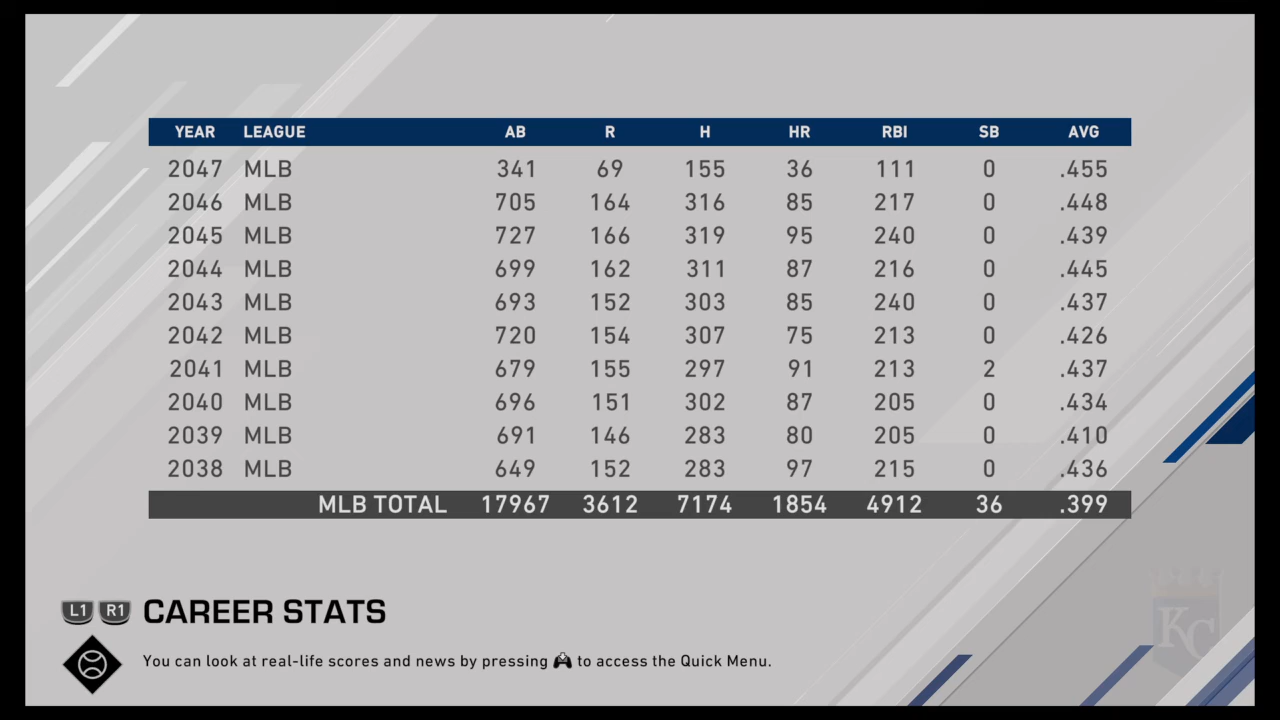 YEAR LEAGUE AB R H HR RBI SB AVG
2047 MLB 341 69 155 36 111 0 .455
2046 MLB 705 164 316 85 217 0 .448
2045 MLB 727 166 319 95 240 0 .439
2044 MLB 699 162 311 87 216 0 .445
2043 MLB 693 152 303 85 240 0 .437
2042 MLB 720 154 307 75 213 0 .426
2041 MLB 679 155 297 91 213 2 .437
2040 MLB 696 151 302 87 205 0 .434
2039 MLB 691 146 283 80 205 0 .410
2038 MLB 649 152 283 97 215 0 .436
MLB TOTAL 17967 3612 7174 1854 4912 36 .399
L1 R1 CAREER STATS
You can look at real-life scores and news by pressing to access the Quick Menu.
KC